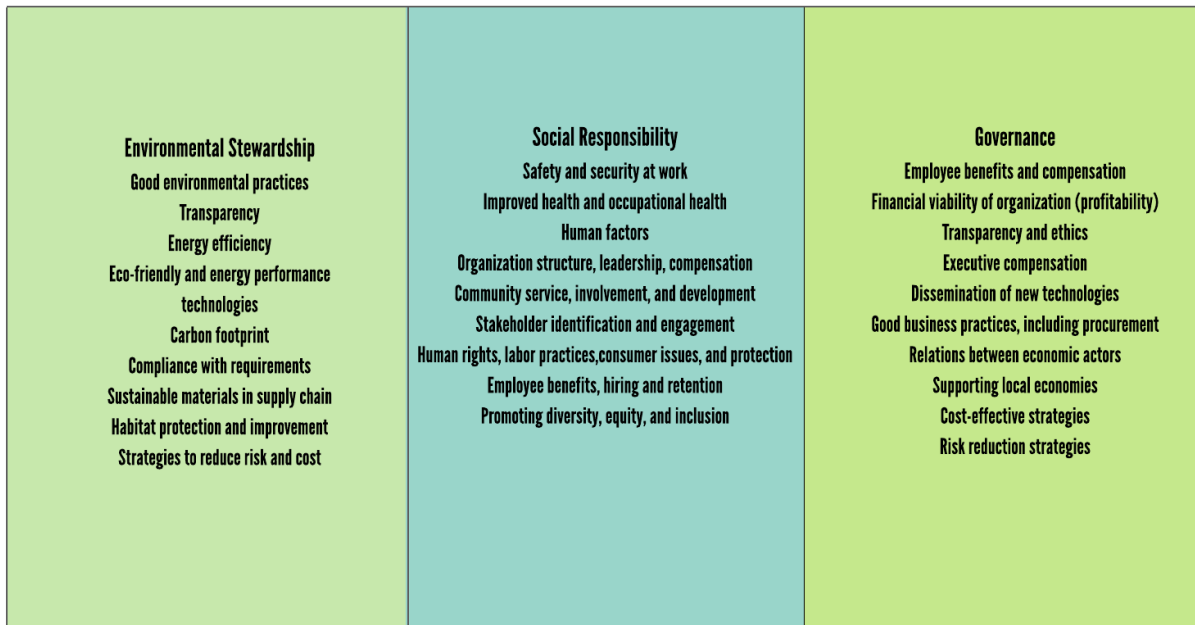 Environmental Stewardship
Good environmental practices
Transparency
Energy efficiency
Eco-friendly and energy performance
technologies
Carbon footprint
Compliance with requirements
Sustainable materials in supply chain
Habitat protection and improvement
Strategies to reduce risk and cost
Social Responsibility
Safety and security at work
Improved health and occupational health
Human factors
Organization structure, leadership, compensation
Community service, involvement, and development
Stakeholder identification and engagement
Human rights, labor practices,consumer issues, and protection
Employee benefits, hiring and retention
Promoting diversity, equity, and inclusion
Governance
Employee benefits and compensation
Financial viability of organization (profitability)
Transparency and ethics
Executive compensation
Dissemination of new technologies
Good business practices, including procurement
Relations between economic actors
Supporting local economies
Cost-effective strategies
Risk reduction strategies